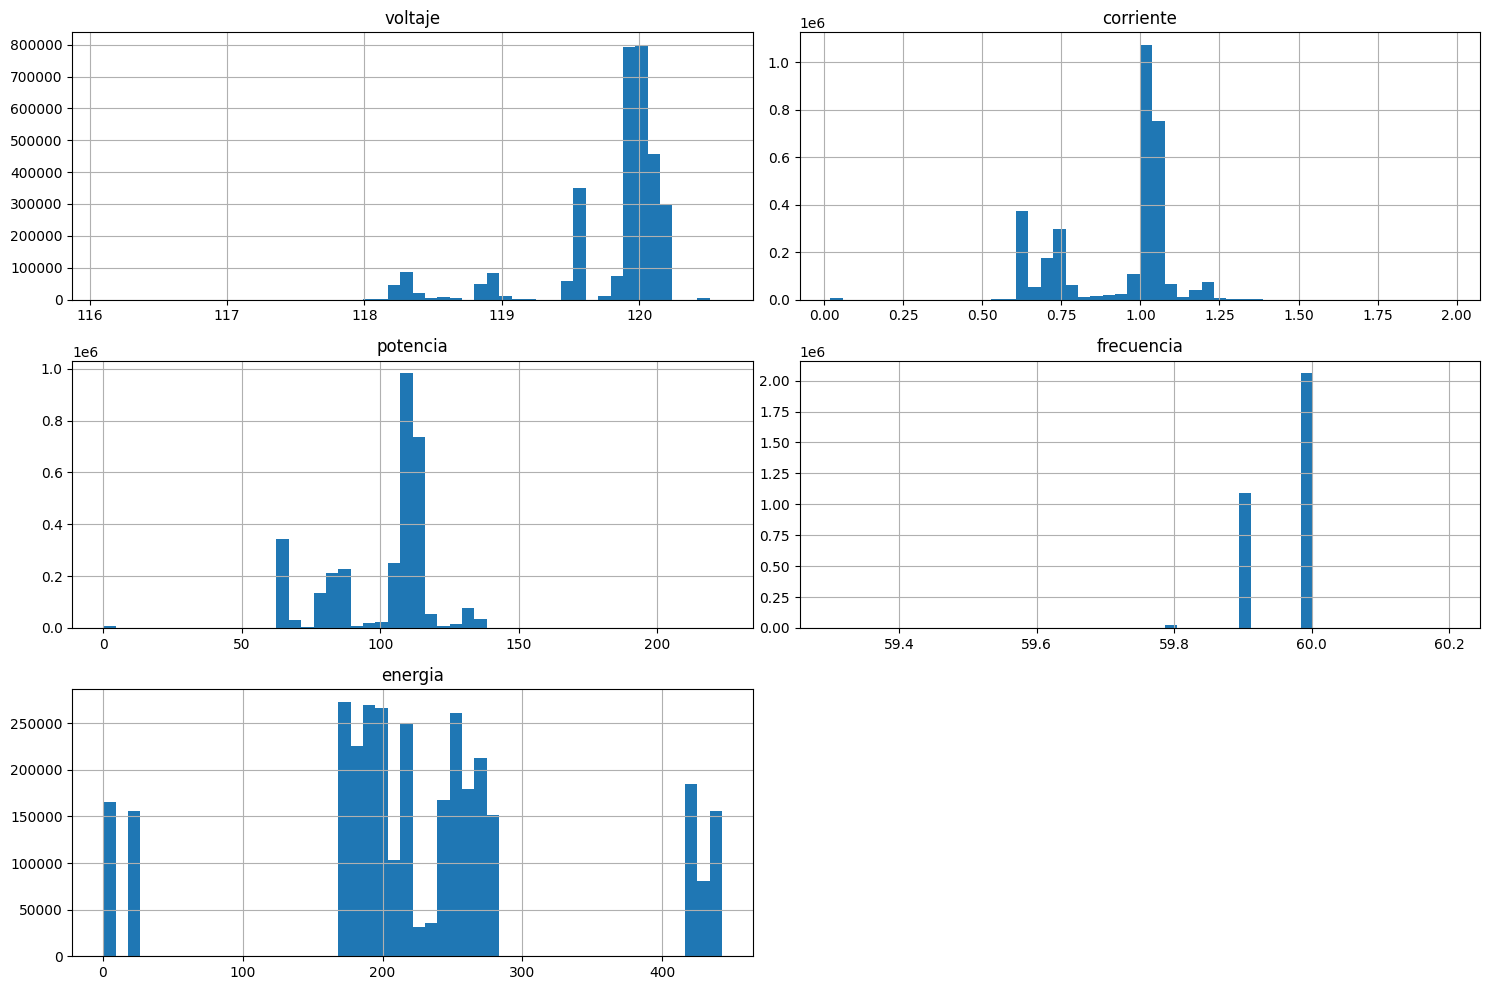 voltaje
800000
700000
600000
500000
400000
300000
200000
100000
0
116 117 118 119 120
corriente
1e6
1.0
0.8
0.6
0.4
0.2
0.0
0.00 0.25 0.50 0.75 1.00 1.25 1.50 1.75 2.00
potencia
1e6
1.0
0.8
0.6
0.4
0.2
0.0
0 50 100 150 200
frecuencia
1e6
2.00
1.75
1.50
1.25
1.00
0.75
0.50
0.25
0.00
59.4 59.6 59.8 60.0 60.2
energia
250000
200000
150000
100000
50000
0
0 100 200 300 400